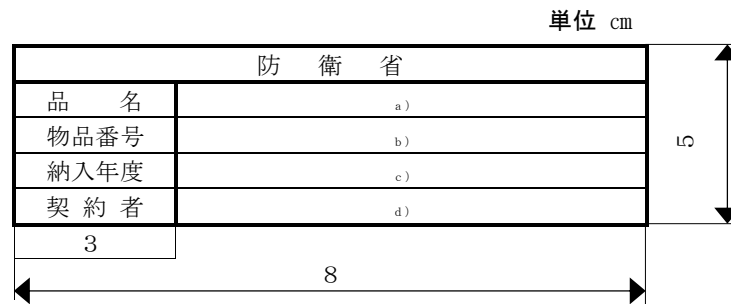 単位 cm
防 衛 省
品 名 a)
物品番号 b)
納入年度 c)
契 約 者 d)
5
3
8